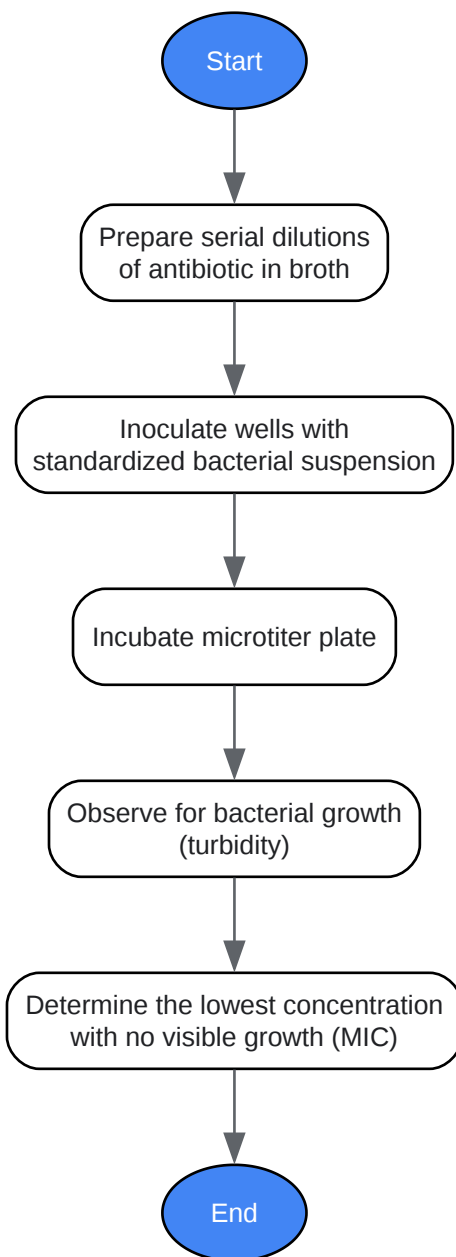 Start
Prepare serial dilutions
of antibiotic in broth
Inoculate wells with
standardized bacterial suspension
Incubate microtiter plate
Observe for bacterial growth
(turbidity)
Determine the lowest concentration
with no visible growth (MIC)
End